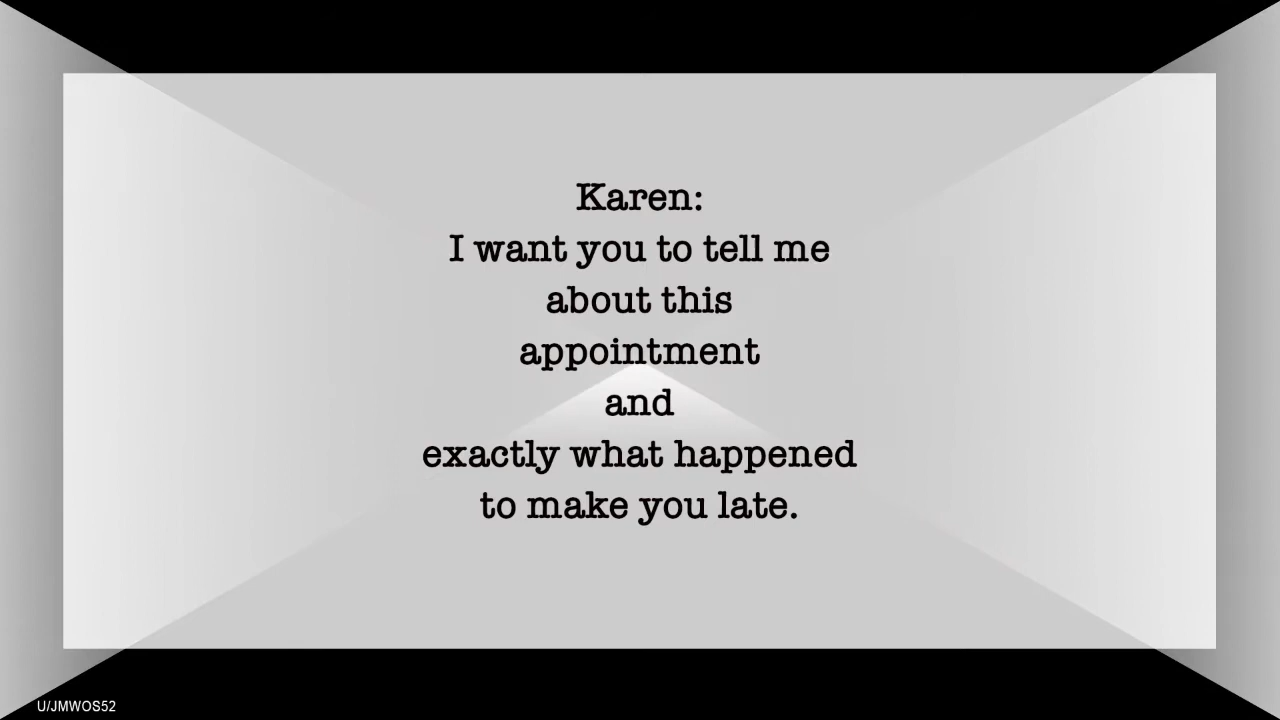 Karen:
I want you to tell me
about this
appointment
and
exactly what happened
to make you late.
U/JMWOS52